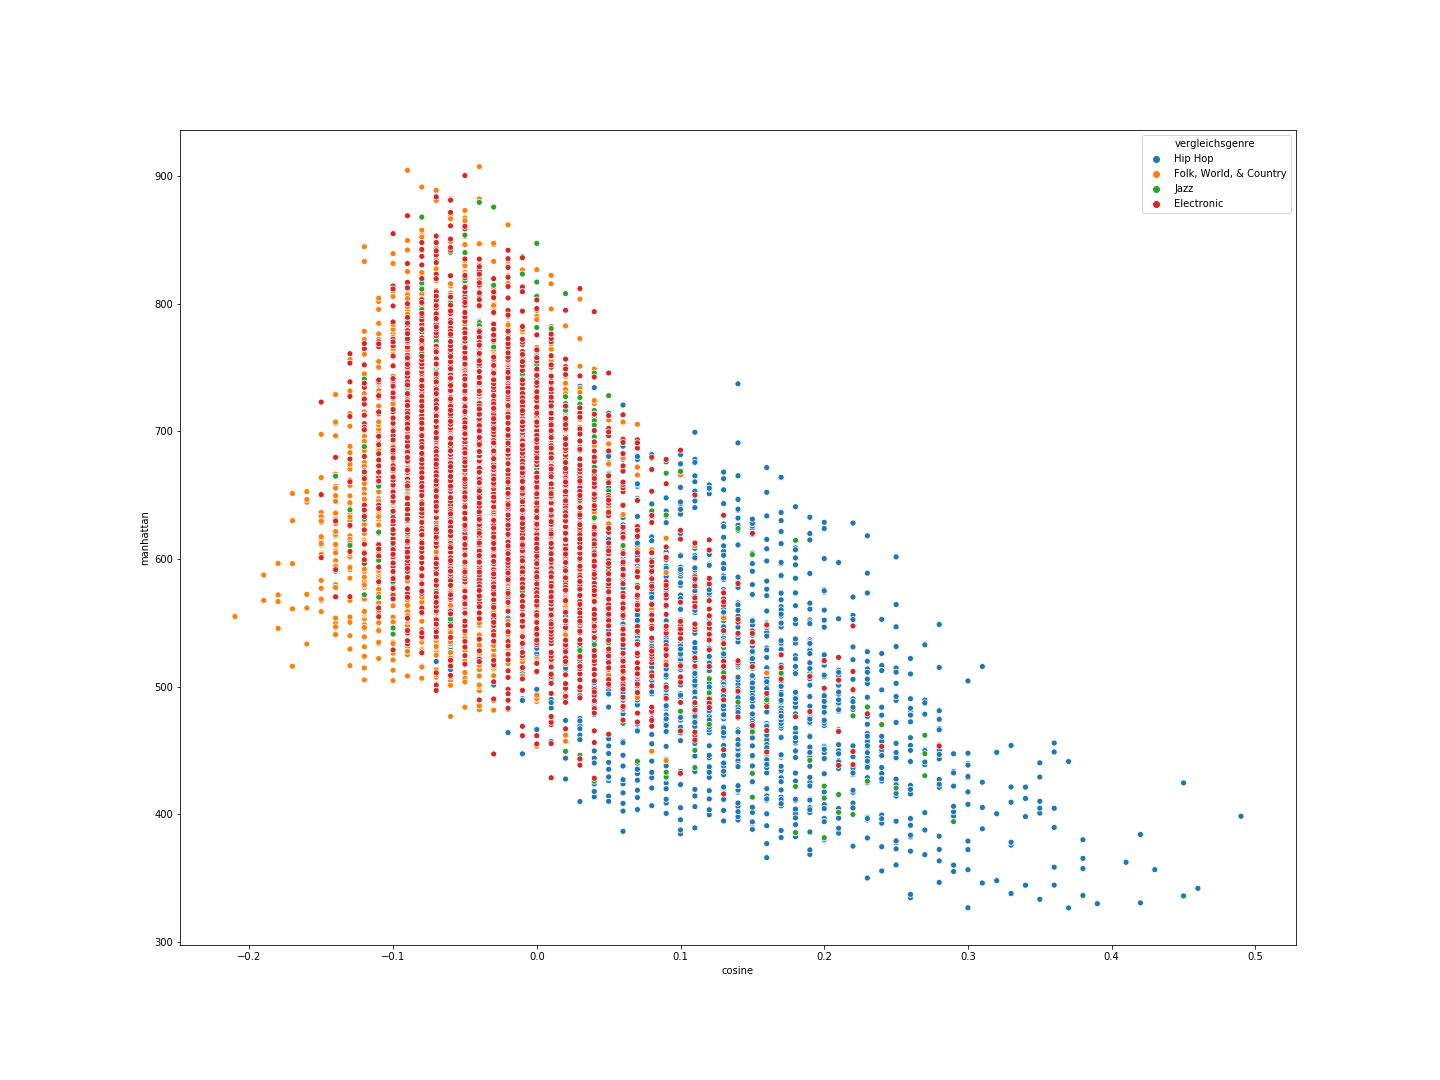 vergleichsgenre
Hip Hop
Folk, World, & Country
Jazz
Electronic
900
800
700
600
500
400
300
manhattan
−0.2 −0.1 0.0 0.1 0.2 0.3 0.4 0.5
cosine